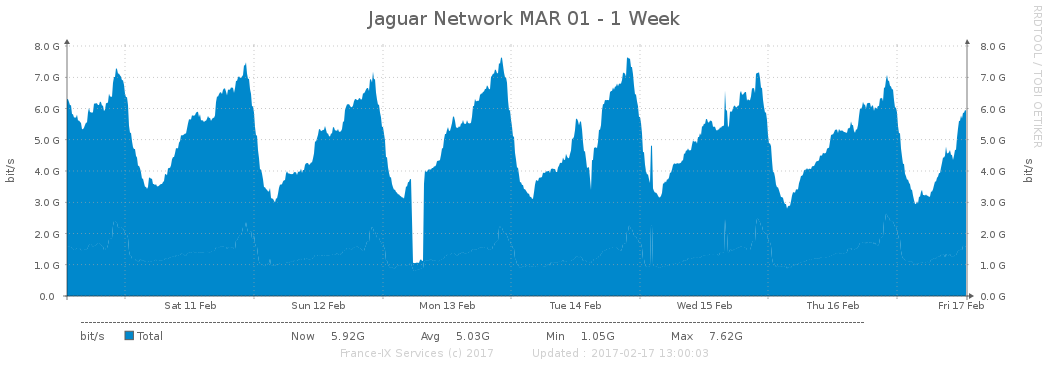 Jaguar Network MAR 01 - 1 Week
RRDTOOL / TOBI OETIKER
bit/s
8.0 G 8.0 G
7.0 G 7.0 G
6.0 G 6.0 G
5.0 G 5.0 G
4.0 G 4.0 G
3.0 G 3.0 G
2.0 G 2.0 G
1.0 G 1.0 G
0.0 0.0 G
bit/s
Sat 11 Feb Sun 12 Feb Mon 13 Feb Tue 14 Feb Wed 15 Feb Thu 16 Feb Fri 17 Feb
bit/s Total Now 5.92G Avg 5.03G Min 1.05G Max 7.62G
France-IX Services (c) 2017 Updated : 2017-02-17 13:00:03